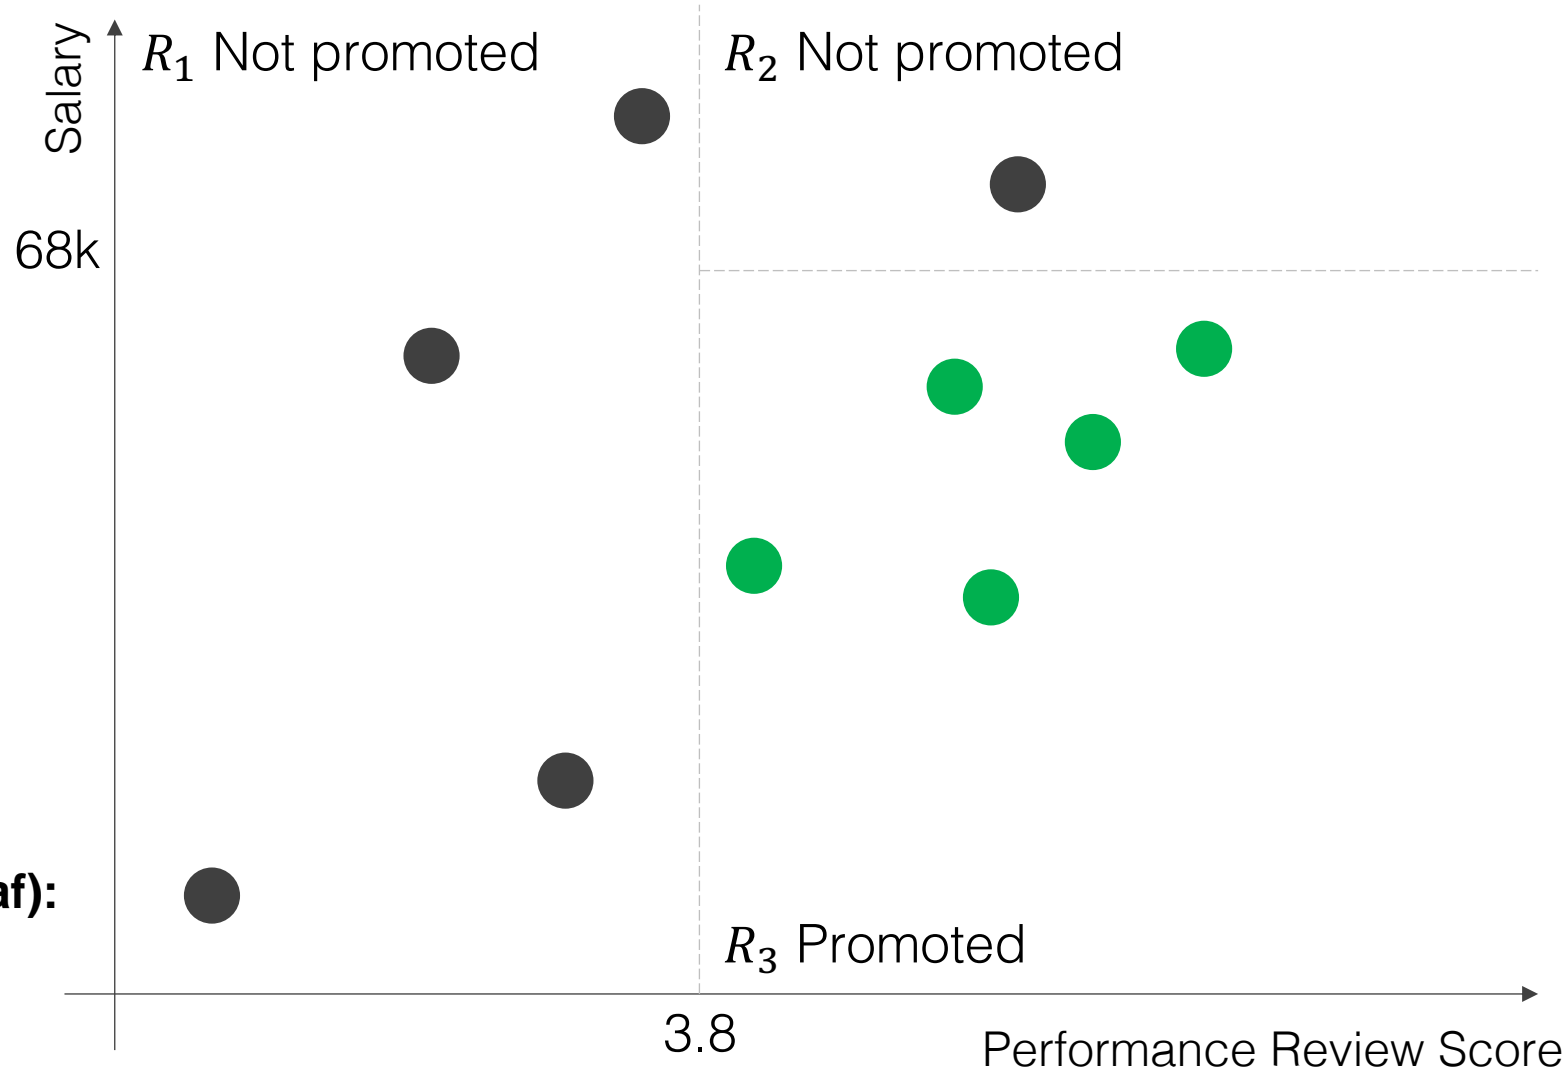 Salary
R₁ Not promoted
R₂ Not promoted
68k
af):
R₃ Promoted
3.8
Performance Review Score